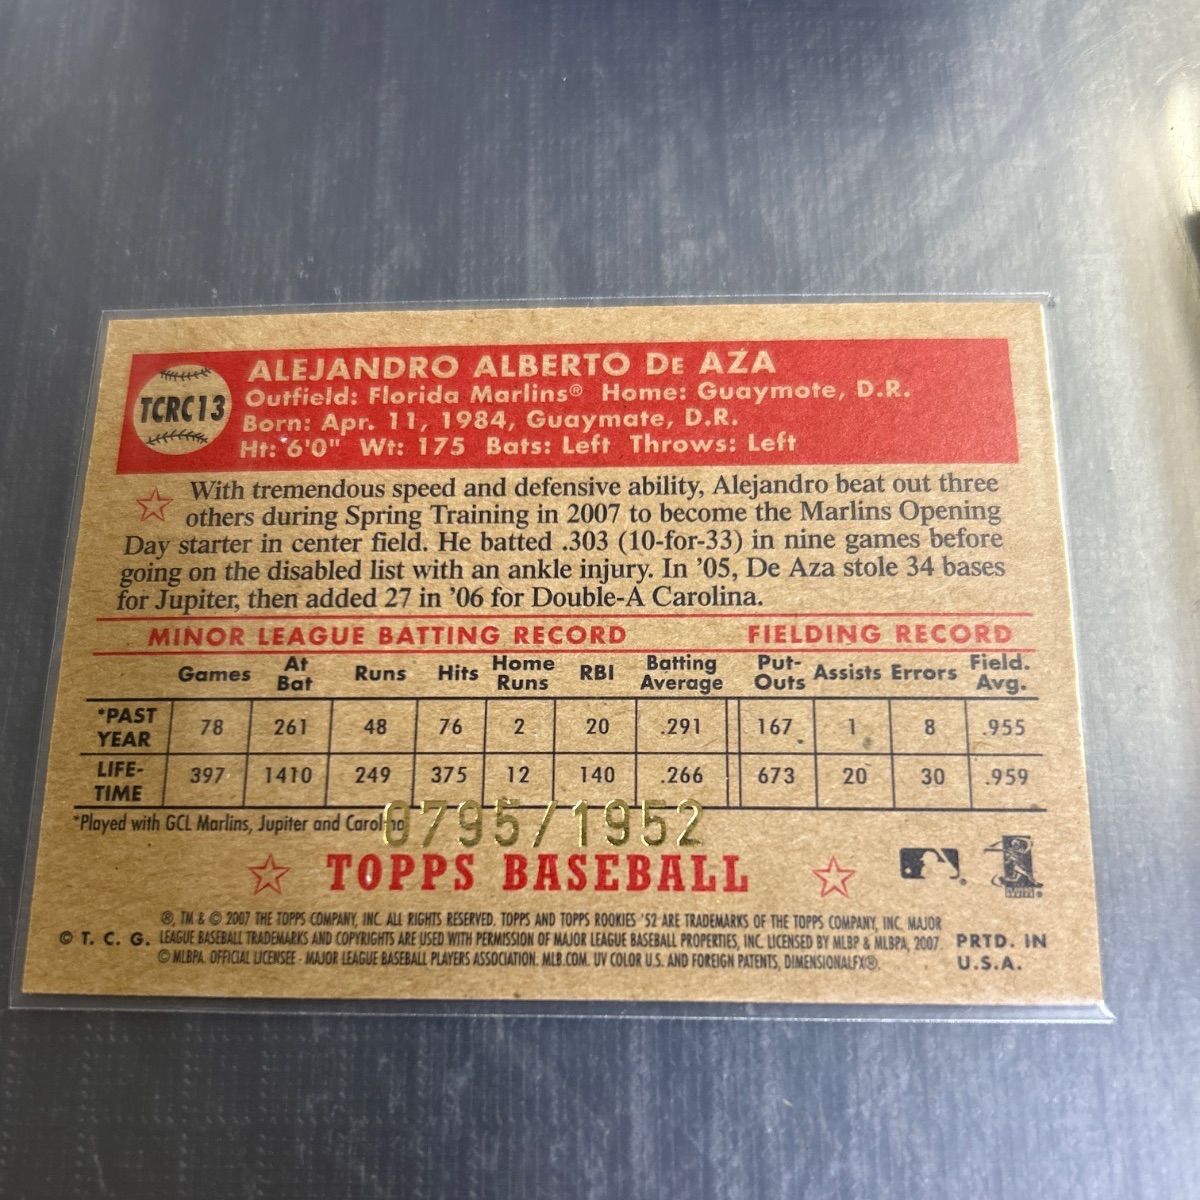 TCRC13
ALEJANDRO ALBERTO DE AZA
Outfield: Florida Marlins® Home: Guaymote, D.R.
Born: Apr. 11, 1984, Guaymate, D.R.
Ht: 6'0" Wt: 175 Bats: Left Throws: Left
With tremendous speed and defensive ability, Alejandro beat out three
others during Spring Training in 2007 to become the Marlins Opening
Day starter in center field. He batted .303 (10-for-33) in nine games before
going on the disabled list with an ankle injury. In '05, De Aza stole 34 bases
for Jupiter, then added 27 in '06 for Double-A Carolina.
MINOR LEAGUE BATTING RECORD FIELDING RECORD
Games At Bat Runs Hits Home Runs RBI Batting Average Put-Outs Assists Errors Field. Avg.
*PAST YEAR 78 261 48 76 2 20 .291 167 1 8 .955
LIFE-TIME 397 1410 249 375 12 140 .266 673 20 30 .959
*Played with GCL Marlins, Jupiter and Carolina
0795/1952
TOPPS BASEBALL
®, TM & © 2007 THE TOPPS COMPANY, INC. ALL RIGHTS RESERVED. TOPPS AND TOPPS ROOKIES '52 ARE TRADEMARKS OF THE TOPPS COMPANY, INC. MAJOR
© T. C. G. LEAGUE BASEBALL TRADEMARKS AND COPYRIGHTS ARE USED WITH PERMISSION OF MAJOR LEAGUE BASEBALL PROPERTIES, INC. LICENSED BY MLBP & MLBPA, 2007. PRTD. IN
© MLBPA. OFFICIAL LICENSEE - MAJOR LEAGUE BASEBALL PLAYERS ASSOCIATION. MLB.COM. UV COLOR U.S. AND FOREIGN PATENTS, DIMENSIONALFX®. U.S.A.